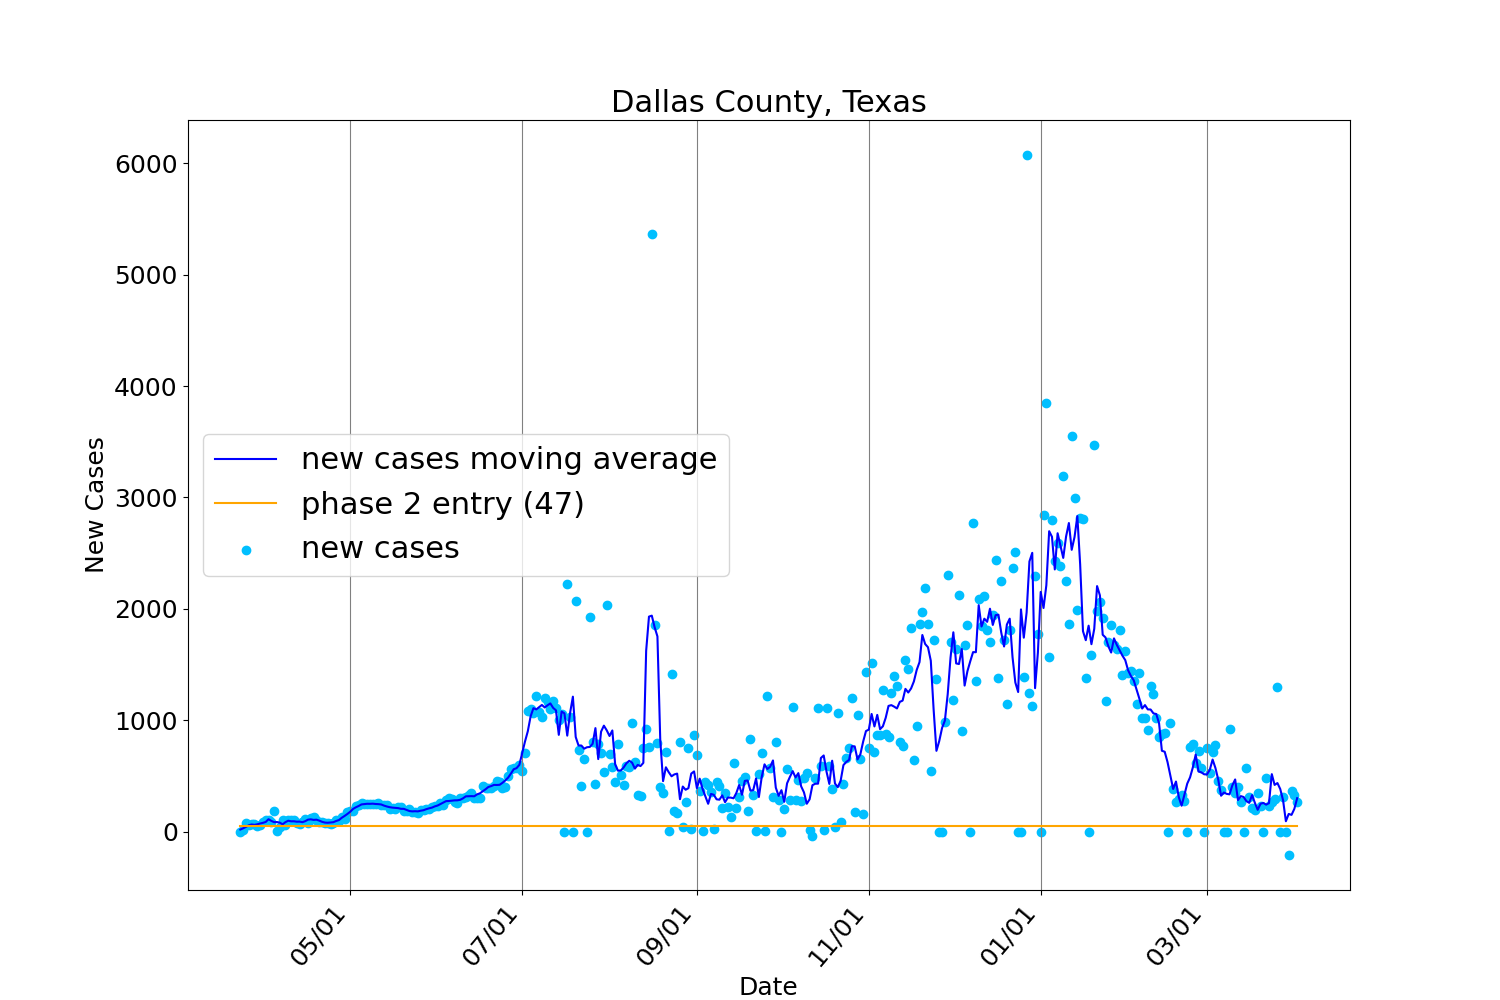 Dallas County, Texas
6000
5000
4000
3000
2000
1000
0
New Cases
new cases moving average
phase 2 entry (47)
new cases
05/01
07/01
09/01
11/01
01/01
03/01
Date